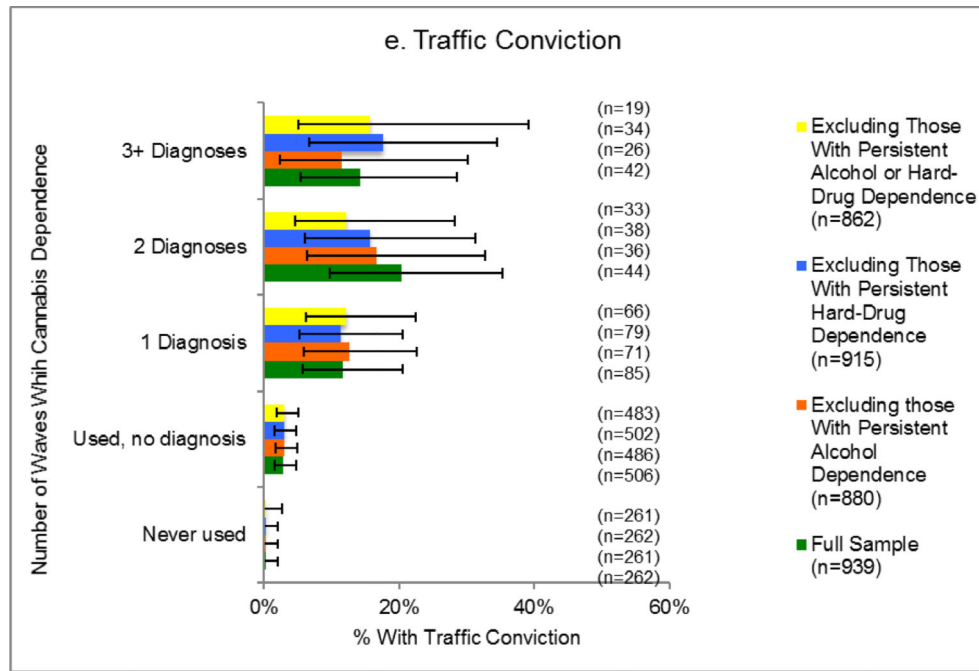 e. Traffic Conviction
Number of Waves Whih Cannabis Dependence
3+ Diagnoses
(n=19)
(n=34)
(n=26)
(n=42)
2 Diagnoses
(n=33)
(n=38)
(n=36)
(n=44)
1 Diagnosis
(n=66)
(n=79)
(n=71)
(n=85)
Used, no diagnosis
(n=483)
(n=502)
(n=486)
(n=506)
Never used
(n=261)
(n=262)
(n=261)
(n=262)
0% 20% 40% 60%
% With Traffic Conviction
Excluding Those
With Persistent
Alcohol or Hard-
Drug Dependence
(n=862)
Excluding Those
With Persistent
Hard-Drug
Dependence
(n=915)
Excluding those
With Persistent
Alcohol
Dependence
(n=880)
Full Sample
(n=939)